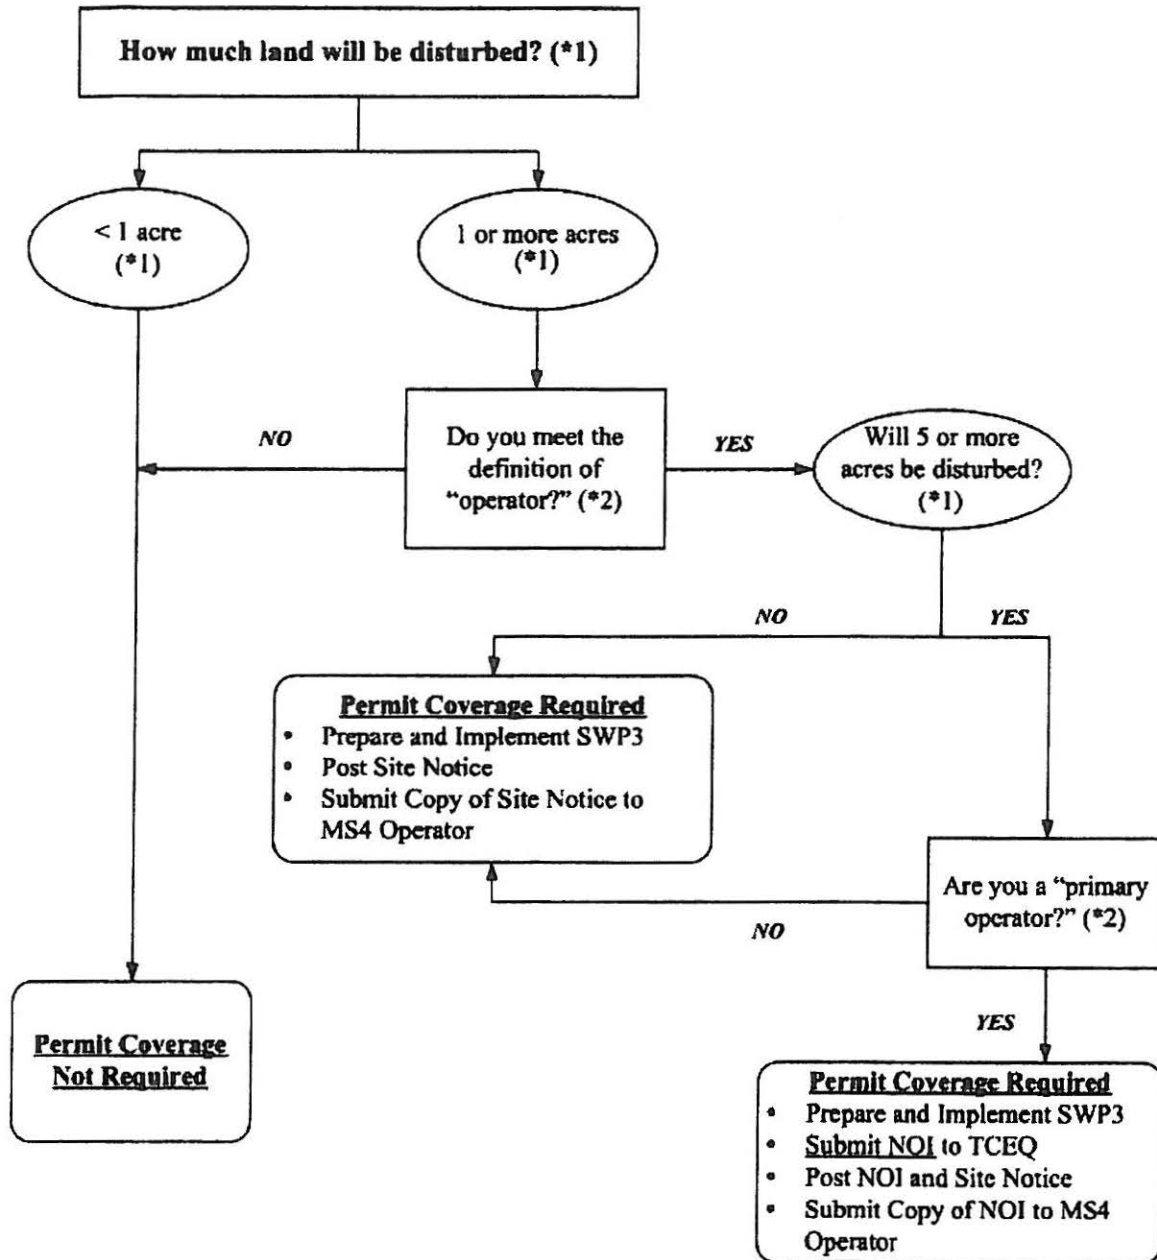 How much land will be disturbed? (*1)
< 1 acre
(*1)
1 or more acres
(*1)
Do you meet the
definition of
“operator?” (*2)
NO
YES
Will 5 or more
acres be disturbed?
(*1)
NO
YES
Permit Coverage Required
• Prepare and Implement SWP3
• Post Site Notice
• Submit Copy of Site Notice to
MS4 Operator
Are you a “primary
operator?” (*2)
NO
YES
Permit Coverage
Not Required
Permit Coverage Required
• Prepare and Implement SWP3
• Submit NOI to TCEQ
• Post NOI and Site Notice
• Submit Copy of NOI to MS4
Operator